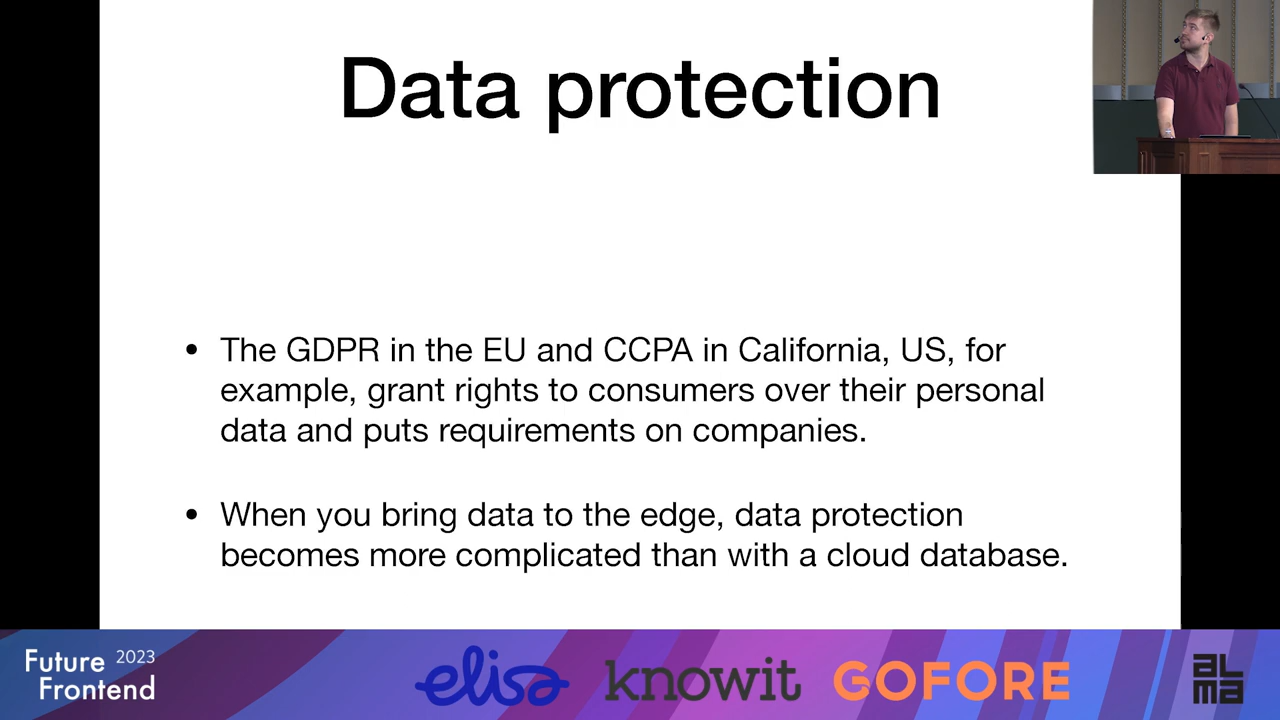 Data protection
• The GDPR in the EU and CCPA in California, US, for
example, grant rights to consumers over their personal
data and puts requirements on companies.
• When you bring data to the edge, data protection
becomes more complicated than with a cloud database.
Future 2023
Frontend
elisa
knowit
GOFORE
ALMA